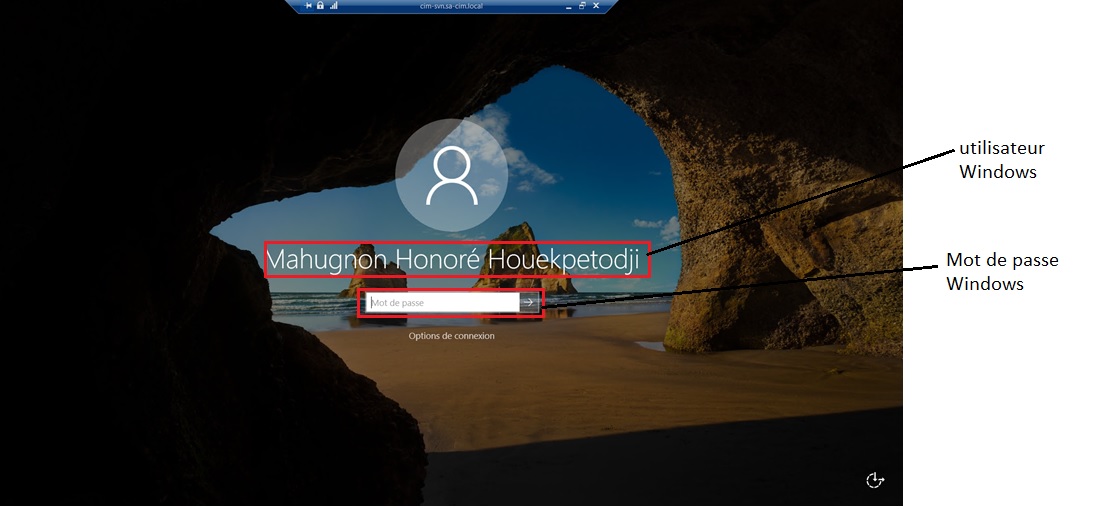 cim-svn.sa-cim.local
utilisateur
Windows
Mahugnon Honoré Houekpetodji
Mot de passe
Windows
Mot de passe
Options de connexion